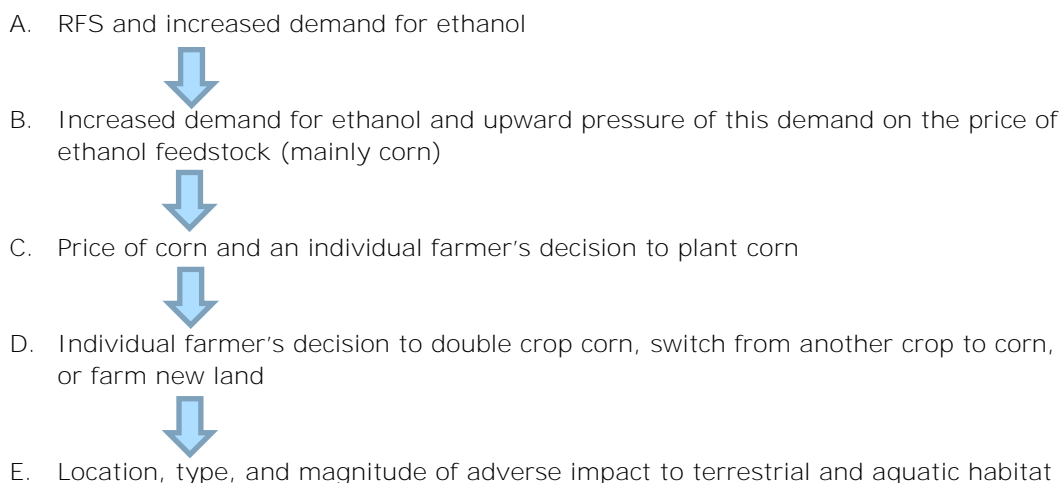 A. RFS and increased demand for ethanol
B. Increased demand for ethanol and upward pressure of this demand on the price of
ethanol feedstock (mainly corn)
C. Price of corn and an individual farmer’s decision to plant corn
D. Individual farmer’s decision to double crop corn, switch from another crop to corn,
or farm new land
E. Location, type, and magnitude of adverse impact to terrestrial and aquatic habitat